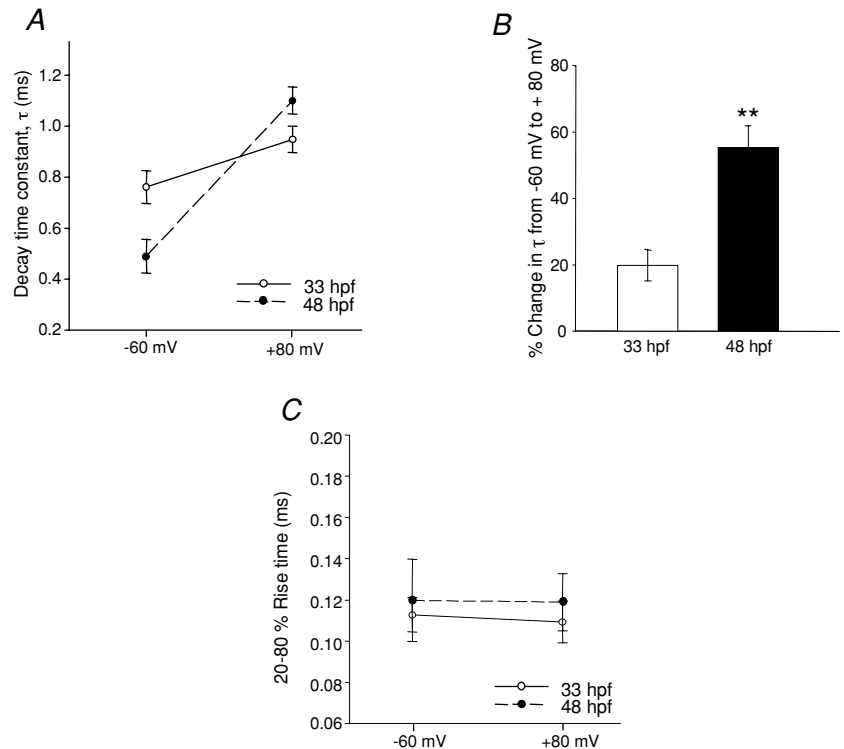 A
Decay time constant, τ (ms)
1.2
1.0
0.8
0.6
0.4
0.2
-60 mV
+80 mV
33 hpf
48 hpf
B
% Change in τ from -60 mV to + 80 mV
80
60
40
20
0
**
33 hpf
48 hpf
C
20-80 % Rise time (ms)
0.20
0.18
0.16
0.14
0.12
0.10
0.08
0.06
-60 mV
+80 mV
33 hpf
48 hpf